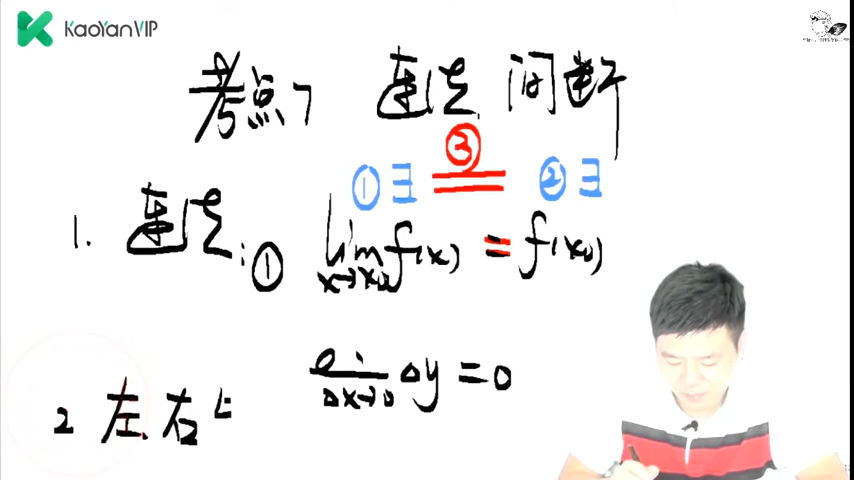 KaoYanVIP
考点7 连续 间断
③
①∃ ②∃
1. 连续:① lim f(x) = f(x₀)
x→x₀
Δy=0
Δx→0
2 左、右